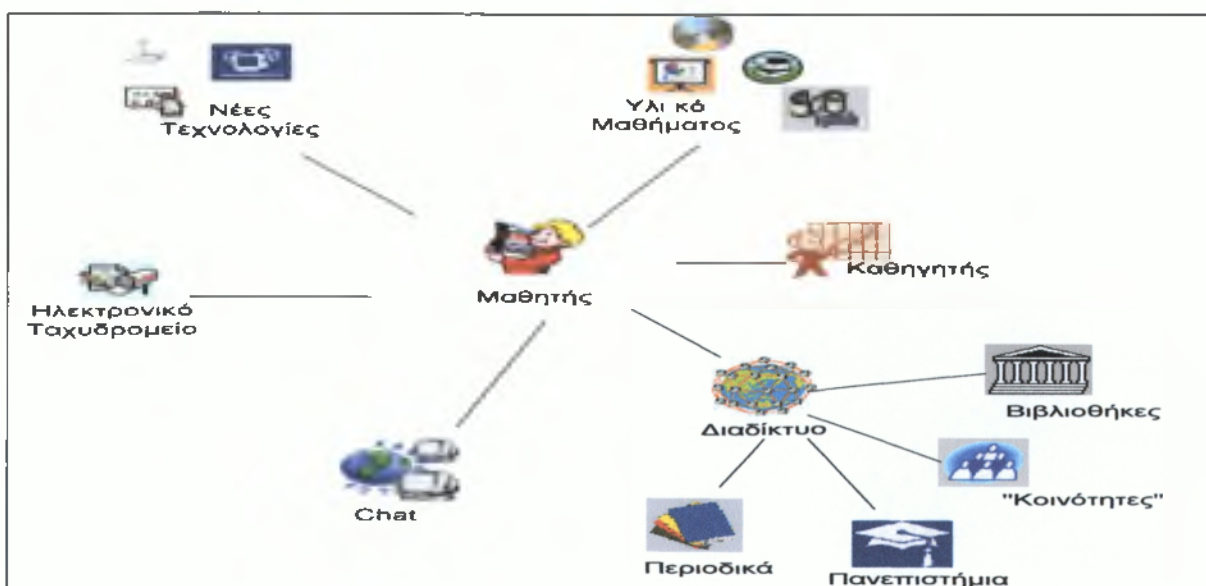 Νέες
Τεχνολογίες
Υλι κό
Μαθήματος
Μαθητής
Καθηγητής
Ηλεκτρονικό
Ταχυδρομείο
Διαδίκτυο
Βιβλιοθήκες
"Κοινότητες"
Chat
Περιοδικά
Πανεπιστήμια